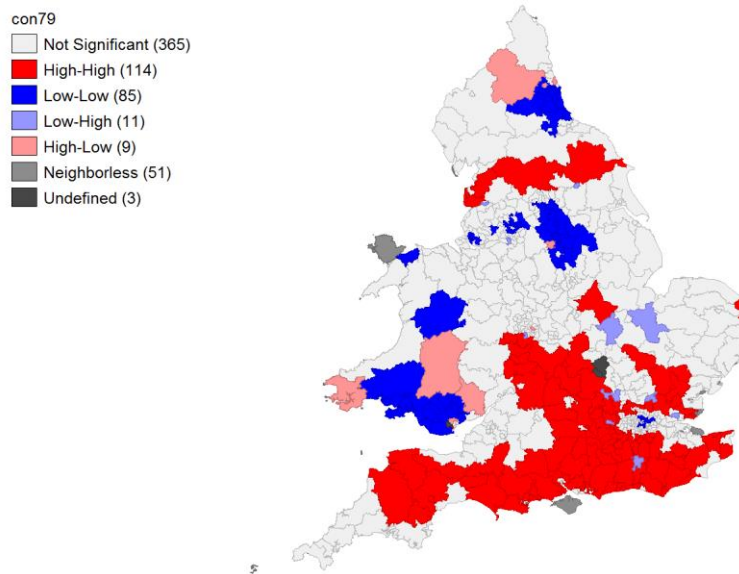 con79
Not Significant (365)
High-High (114)
Low-Low (85)
Low-High (11)
High-Low (9)
Neighborless (51)
Undefined (3)